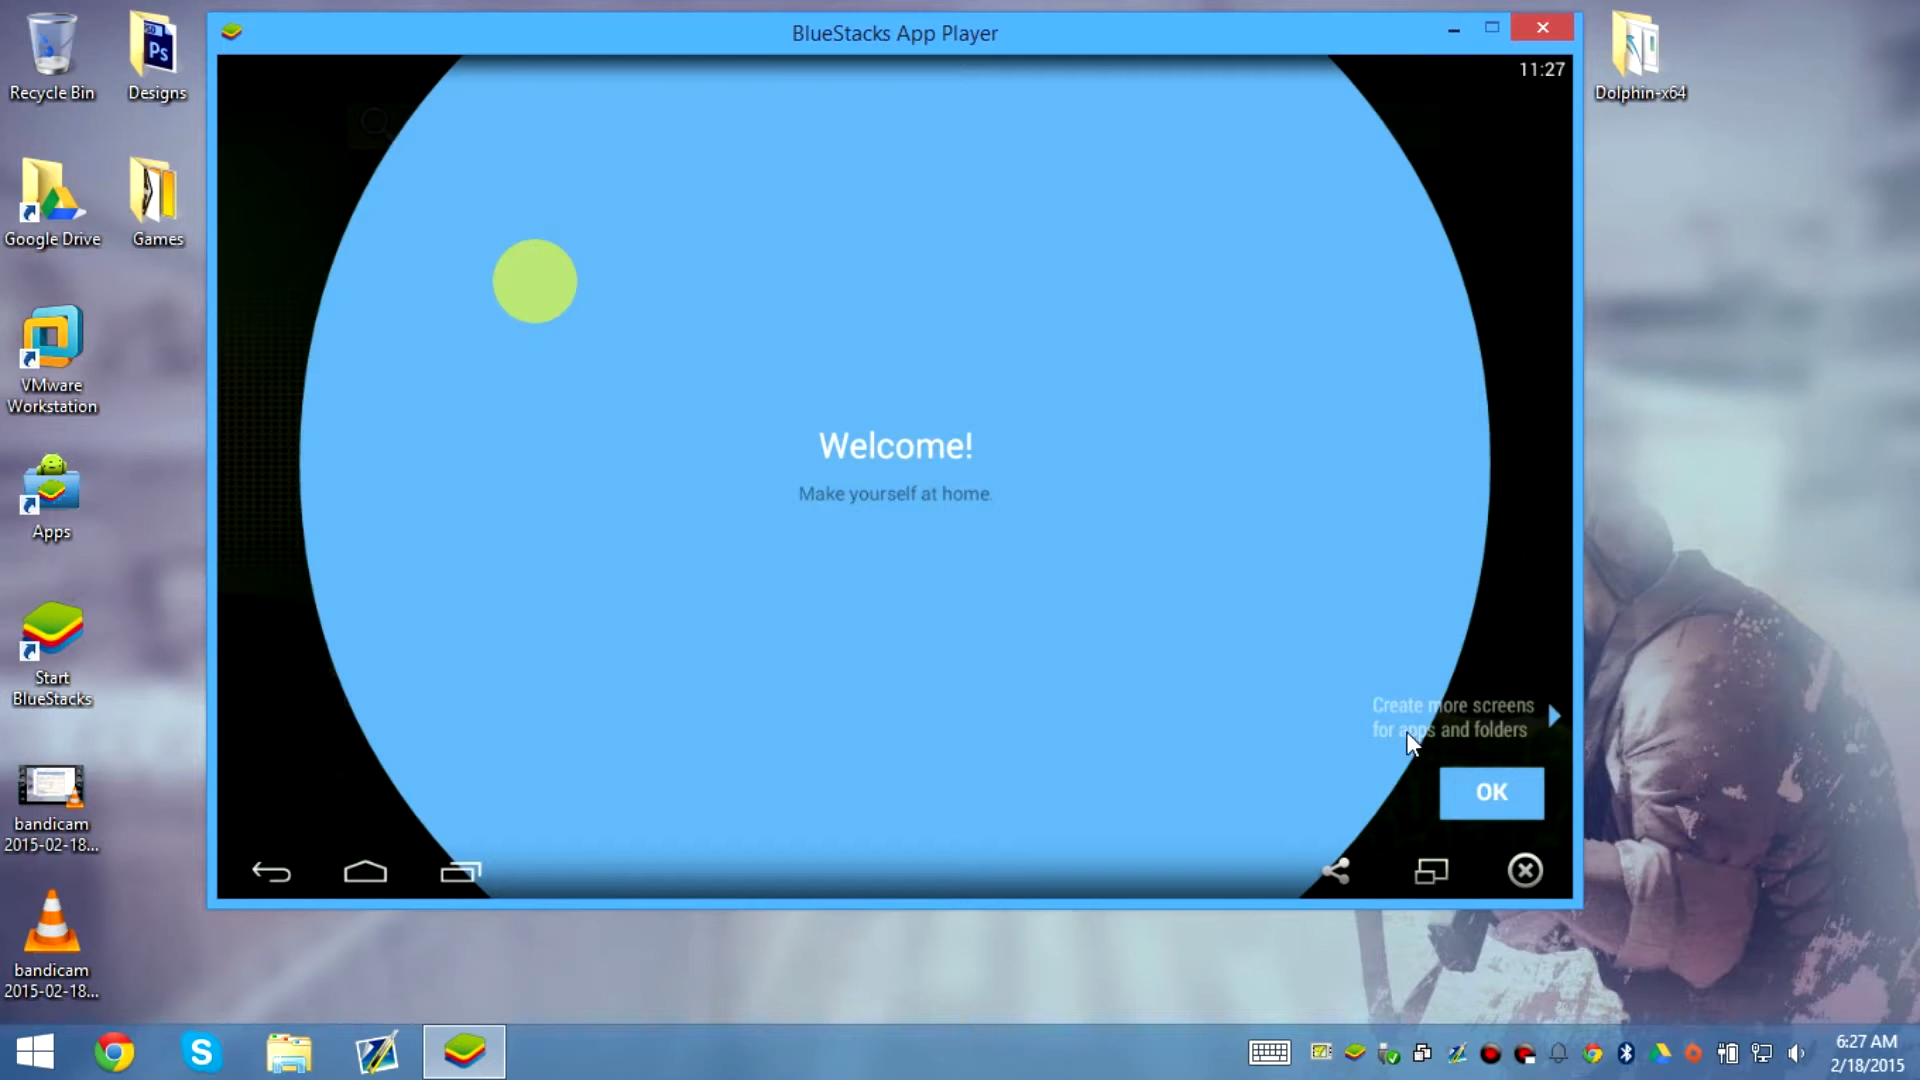 Recycle Bin
Designs
PSD
Ps
BlueStacks App Player
Dolphin-x64
11:27
Google Drive
Games
VMware
Workstation
Welcome!
Make yourself at home.
Apps
Start
BlueStacks
Create more screens
for apps and folders
OK
bandicam
2015-02-18...
bandicam
2015-02-18...
S
6:27 AM
2/18/2015